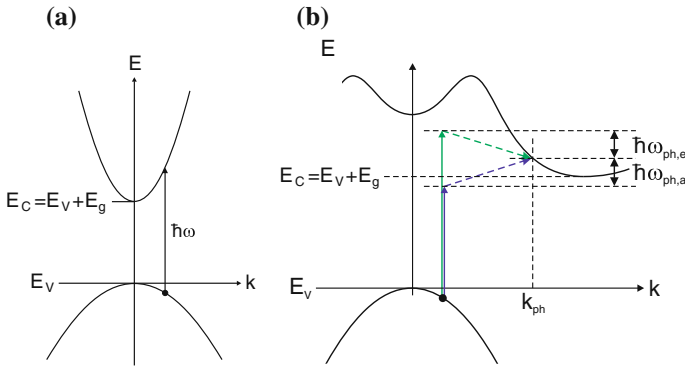 (a)
E
E_C=E_V+E_g
ħω
E_V
k
(b)
E
ħω_ph,e
ħω_ph,a
E_C=E_V+E_g
E_V
k_ph
k